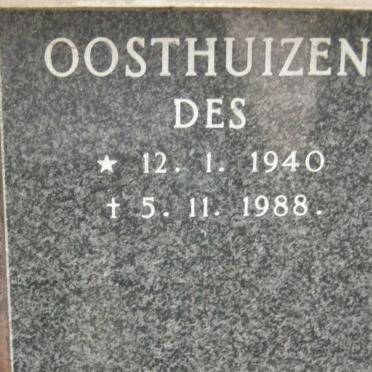 OOSTHUIZEN
DES
★ 12. 1. 1940
† 5. 11. 1988.